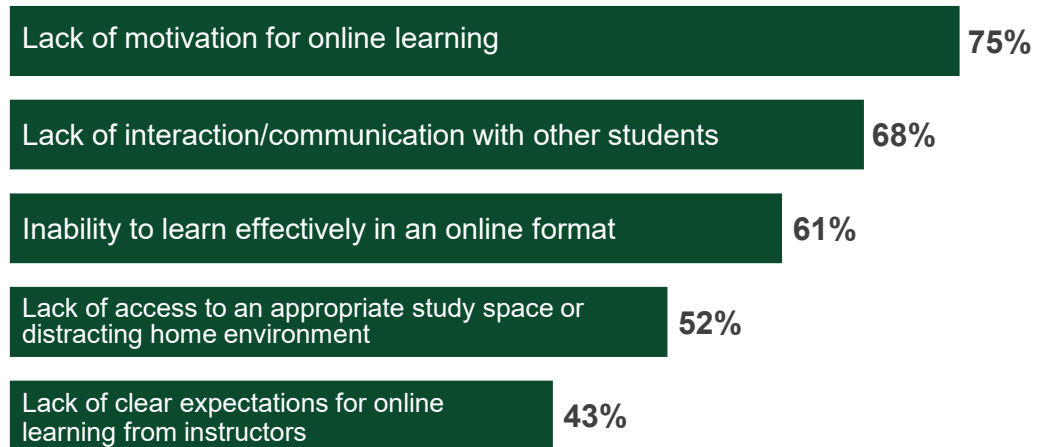 Lack of motivation for online learning 75%
Lack of interaction/communication with other students 68%
Inability to learn effectively in an online format 61%
Lack of access to an appropriate study space or
distracting home environment 52%
Lack of clear expectations for online
learning from instructors 43%